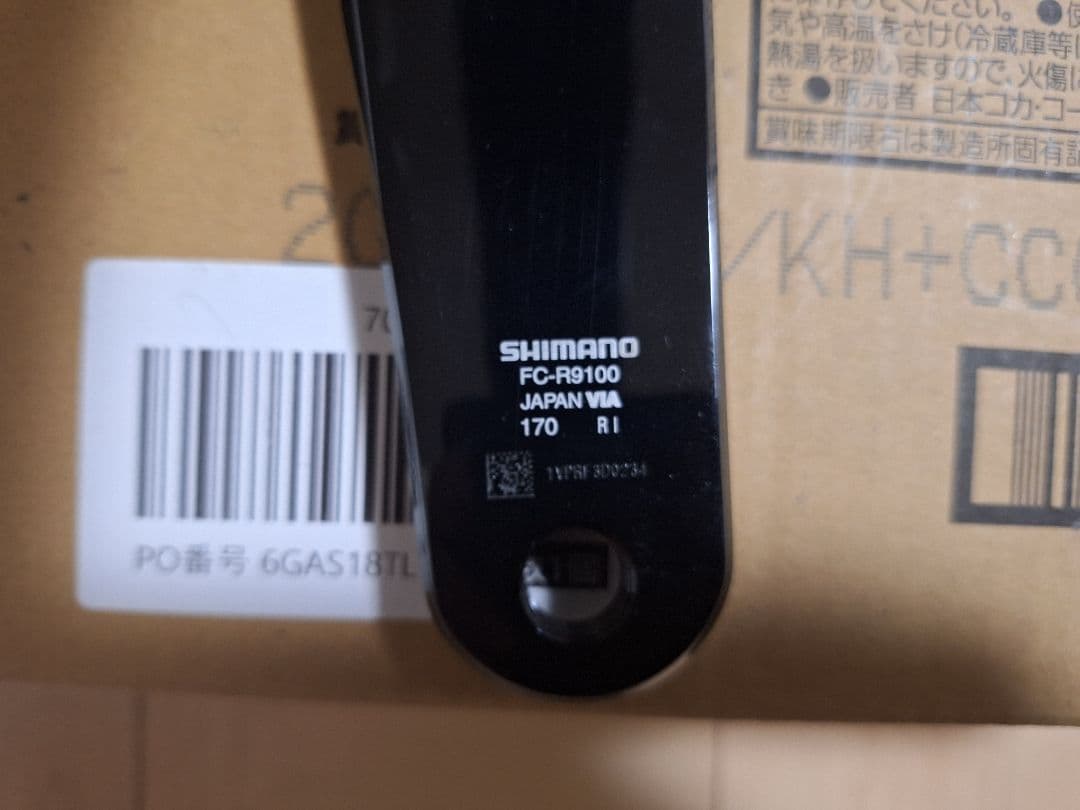 気や高温をさけ(冷蔵庫等
熱湯を扱いますので、火傷
き ●販売者 日本コカ・コー
賞味期限右は製造所固有記
/KH+CC
SHIMANO
FC-R9100
JAPAN VIA
170 RI
PO番号 6GAS18TL